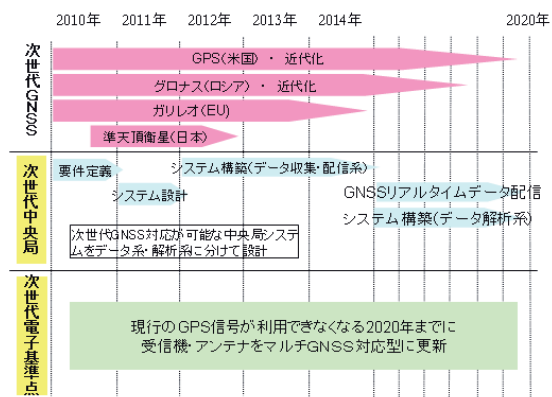 2010年 2011年 2012年 2013年 2014年 2020年
次世代GNSS
GPS(米国)・近代化
グロナス(ロシア)・近代化
ガリレオ(EU)
準天頂衛星(日本)
次世代中央局
要件定義
システム構築(データ収集・配信系)
システム設計
GNSSリアルタイムデータ配信
システム構築(データ解析系)
次世代GNSS対応が可能な中央局システ
ムをデータ系・解析系に分けて設計
次世代電子基準点
現行のGPS信号が利用できなくなる2020年までに
受信機・アンテナをマルチGNSS対応型に更新